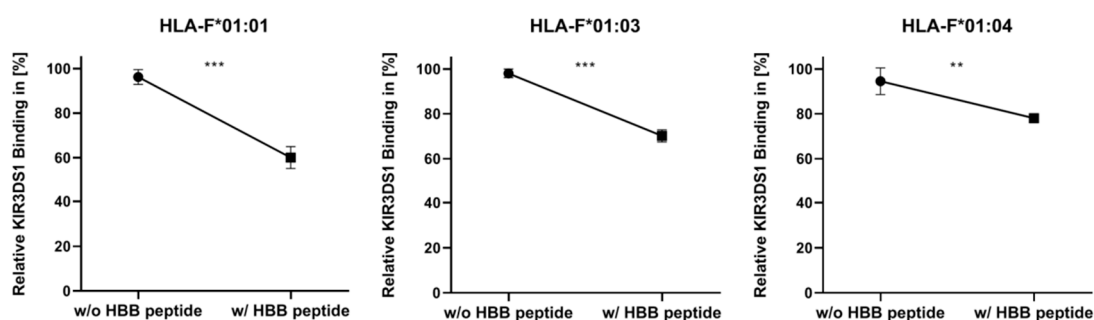 HLA-F*01:01
Relative KIR3DS1 Binding in [%]
100
80
60
40
20
0
***
w/o HBB peptide
w/ HBB peptide
HLA-F*01:03
Relative KIR3DS1 Binding in [%]
100
80
60
40
20
0
***
w/o HBB peptide
w/ HBB peptide
HLA-F*01:04
Relative KIR3DS1 Binding in [%]
100
80
60
40
20
0
**
w/o HBB peptide
w/ HBB peptide